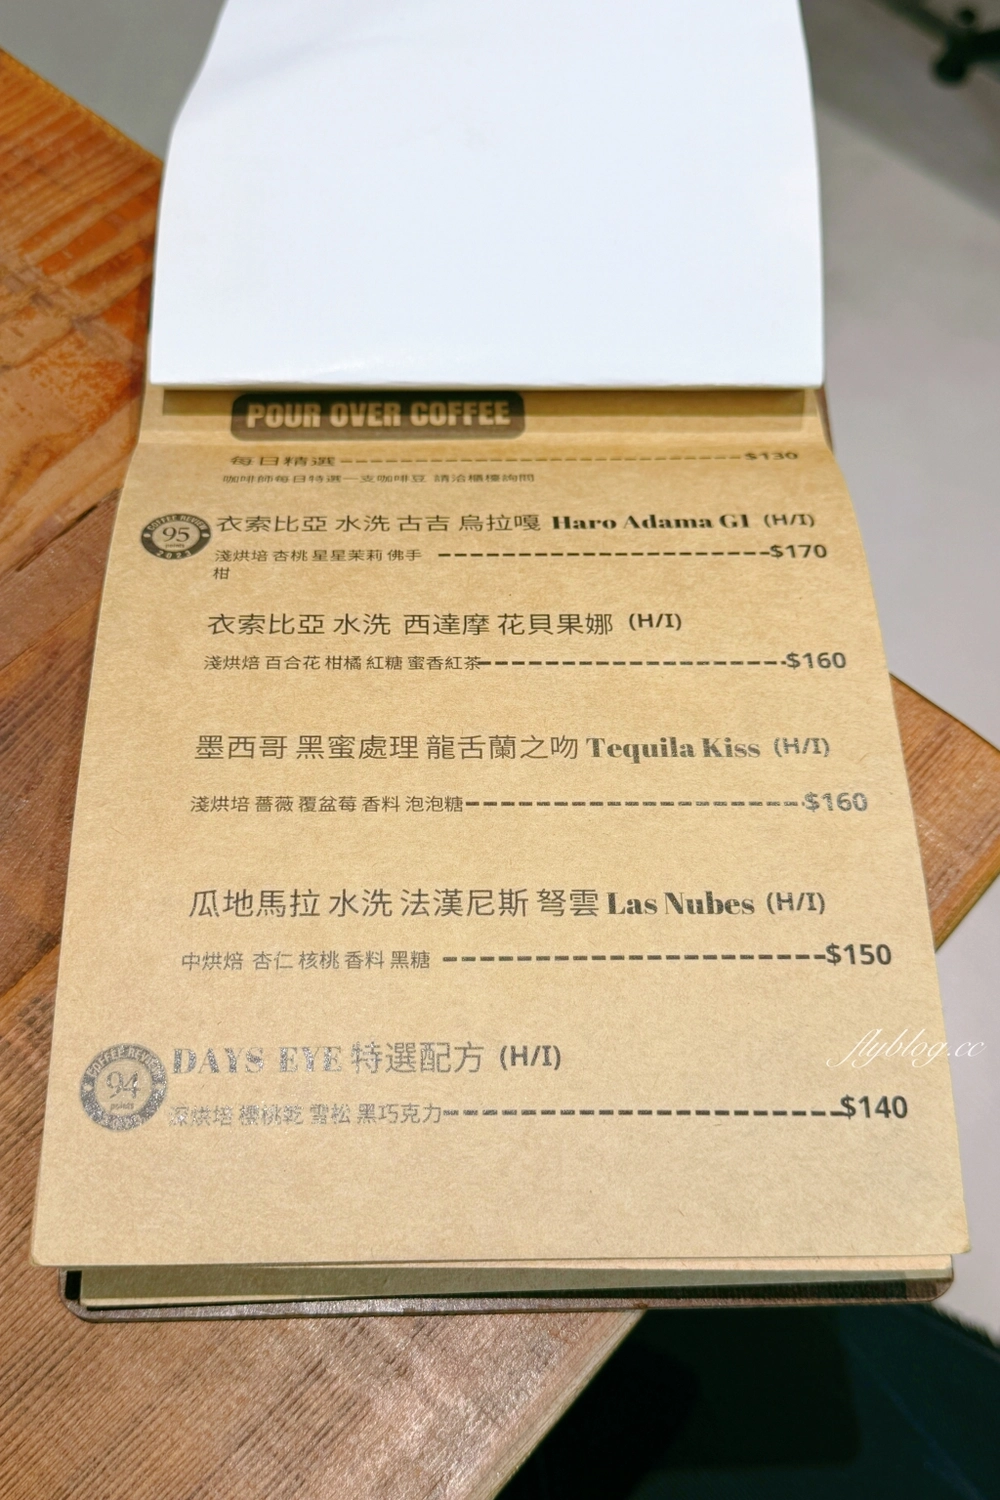 POUR OVER COFFEE
每日精選 $130
咖啡師每日特選一支咖啡豆 請洽櫃檯詢問
COFFEE REVIEW 95 2023
衣索比亞 水洗 古吉 烏拉嘎 Haro Adama G1 (H/I)
淺烘培 杏桃 星星茉莉 佛手 $170
柑
衣索比亞 水洗 西達摩 花貝果娜 (H/I)
淺烘焙 百合花 柑橘 紅糖 蜜香紅茶 $160
墨西哥 黑蜜處理 龍舌蘭之吻 Tequila Kiss (H/I)
淺烘培 薔薇 覆盆莓 香料 泡泡糖 $160
瓜地馬拉 水洗 法漢尼斯 弩雲 Las Nubes (H/I)
中烘焙 杏仁 核桃 香料 黑糖 $150
COFFEE REVIEW 94 points
DAYS EYE 特選配方 (H/I)
深烘培 櫻桃乾 雪松 黑巧克力 $140
flyblog.cc